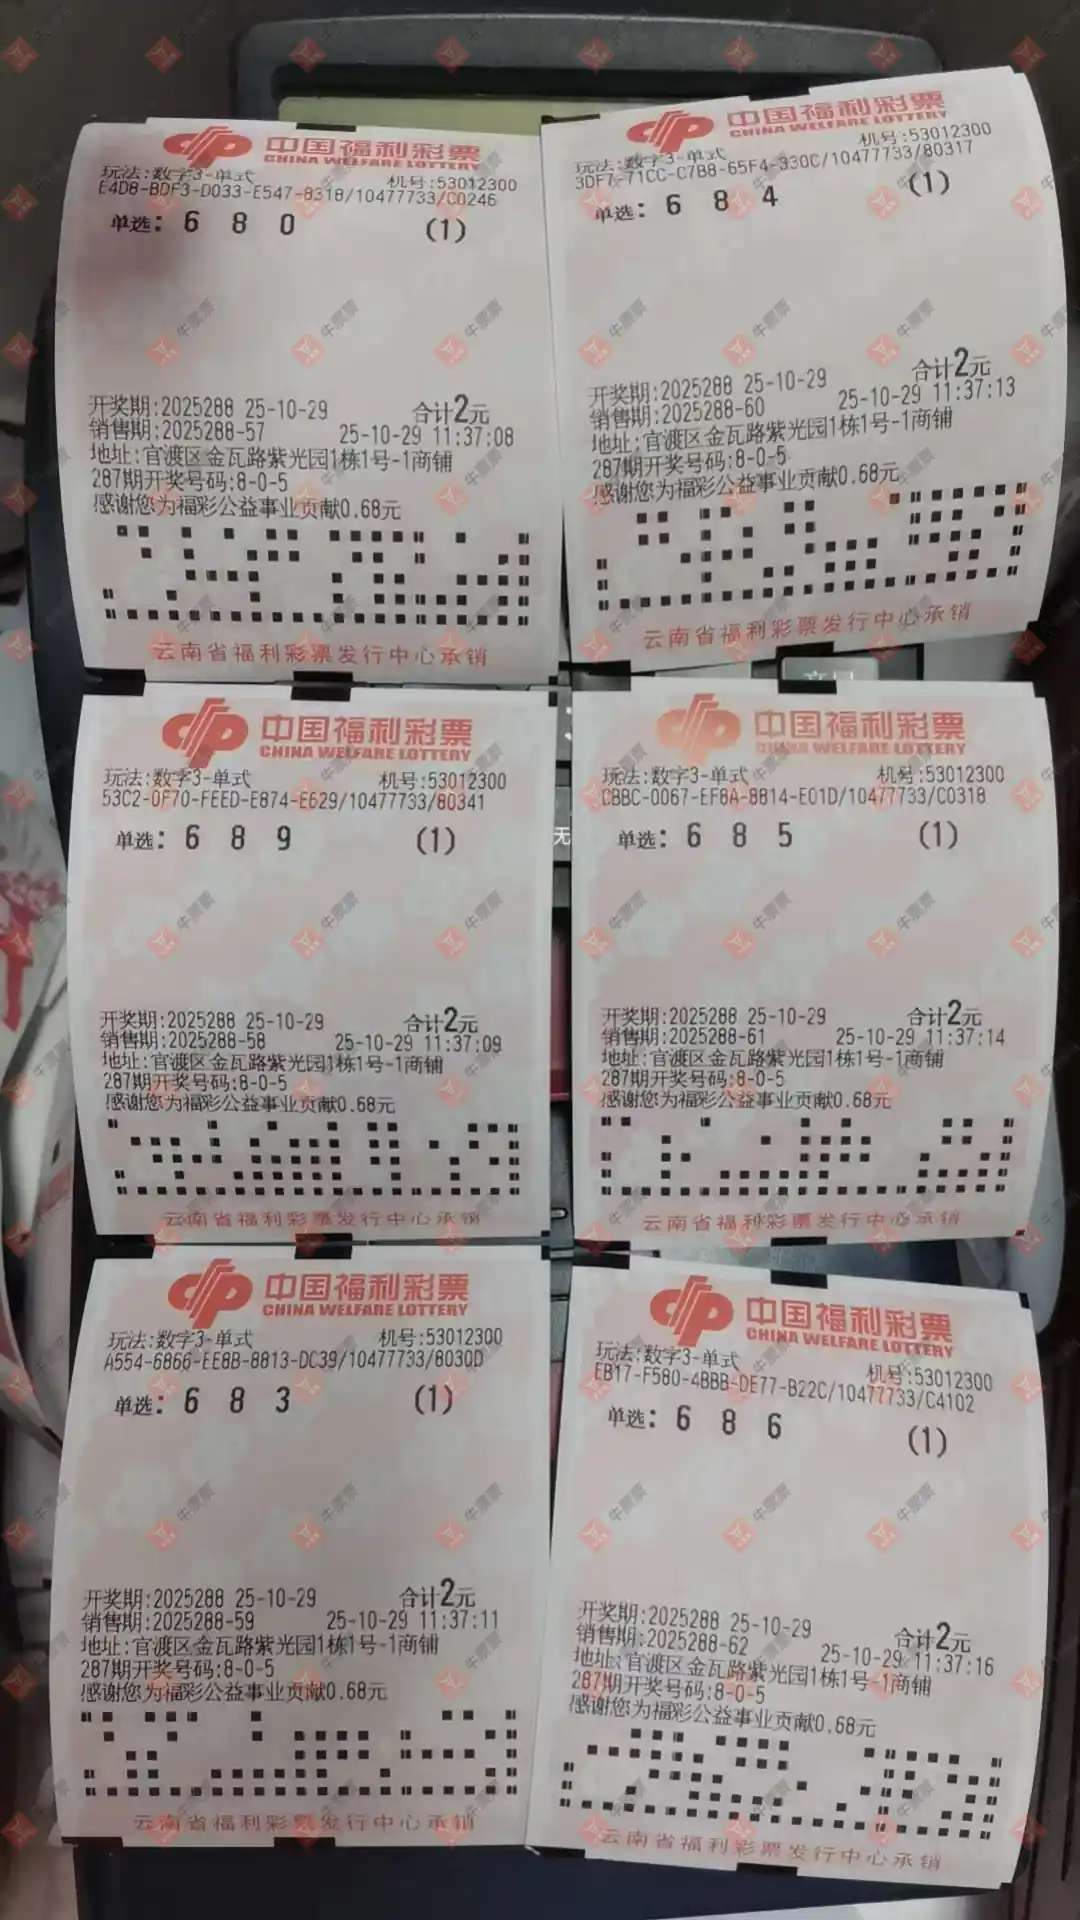 中国福利彩票
CHINA WELFARE LOTTERY
玩法:数字3-单式 机号:53012300
E4D8-BDF3-D033-E547-8318/10477733/C0246
单选: 6 8 0 (1)
开奖期:2025288 25-10-29 合计2元
销售期:2025288-57 25-10-29 11:37:08
地址:官渡区金瓦路紫光园1栋1号-1商铺
287期开奖号码:8-0-5
感谢您为福彩公益事业贡献0.68元
云南省福利彩票发行中心承销
中国福利彩票
CHINA WELFARE LOTTERY
玩法:数字3-单式 机号:53012300
3DF7-71CC-C7B8-65F4-330C/10477733/80317
单选: 6 8 4 (1)
开奖期:2025288 25-10-29 合计2元
销售期:2025288-60 25-10-29 11:37:13
地址:官渡区金瓦路紫光园1栋1号-1商铺
287期开奖号码:8-0-5
感谢您为福彩公益事业贡献0.68元
云南省福利彩票发行中心承销
中国福利彩票
CHINA WELFARE LOTTERY
玩法:数字3-单式 机号:53012300
53C2-0F70-FEED-E874-E629/10477733/80341
单选: 6 8 9 (1)
开奖期:2025288 25-10-29 合计2元
销售期:2025288-58 25-10-29 11:37:09
地址:官渡区金瓦路紫光园1栋1号-1商铺
287期开奖号码:8-0-5
感谢您为福彩公益事业贡献0.68元
云南省福利彩票发行中心承销
中国福利彩票
CHINA WELFARE LOTTERY
玩法:数字3-单式 机号:53012300
CBBC-0067-EF8A-8814-E01D/10477733/C0318
单选: 6 8 5 (1)
开奖期:2025288 25-10-29 合计2元
销售期:2025288-61 25-10-29 11:37:14
地址:官渡区金瓦路紫光园1栋1号-1商铺
287期开奖号码:8-0-5
感谢您为福彩公益事业贡献0.68元
云南省福利彩票发行中心承销
中国福利彩票
CHINA WELFARE LOTTERY
玩法:数字3-单式 机号:53012300
A554-6866-EE8B-8813-DC39/10477733/8030D
单选: 6 8 3 (1)
开奖期:2025288 25-10-29 合计2元
销售期:2025288-59 25-10-29 11:37:11
地址:官渡区金瓦路紫光园1栋1号-1商铺
287期开奖号码:8-0-5
感谢您为福彩公益事业贡献0.68元
云南省福利彩票发行中心承销
中国福利彩票
CHINA WELFARE LOTTERY
玩法:数字3-单式 机号:53012300
EB17-F580-4BBB-DE77-B22C/10477733/C4102
单选: 6 8 6 (1)
开奖期:2025288 25-10-29 合计2元
销售期:2025288-62 25-10-29 11:37:16
地址:官渡区金瓦路紫光园1栋1号-1商铺
287期开奖号码:8-0-5
感谢您为福彩公益事业贡献0.68元
云南省福利彩票发行中心承销
牛票票